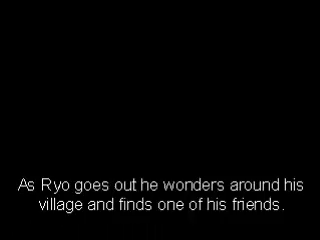 As Ryo goes out he wonders around his
village and finds one of his friends.